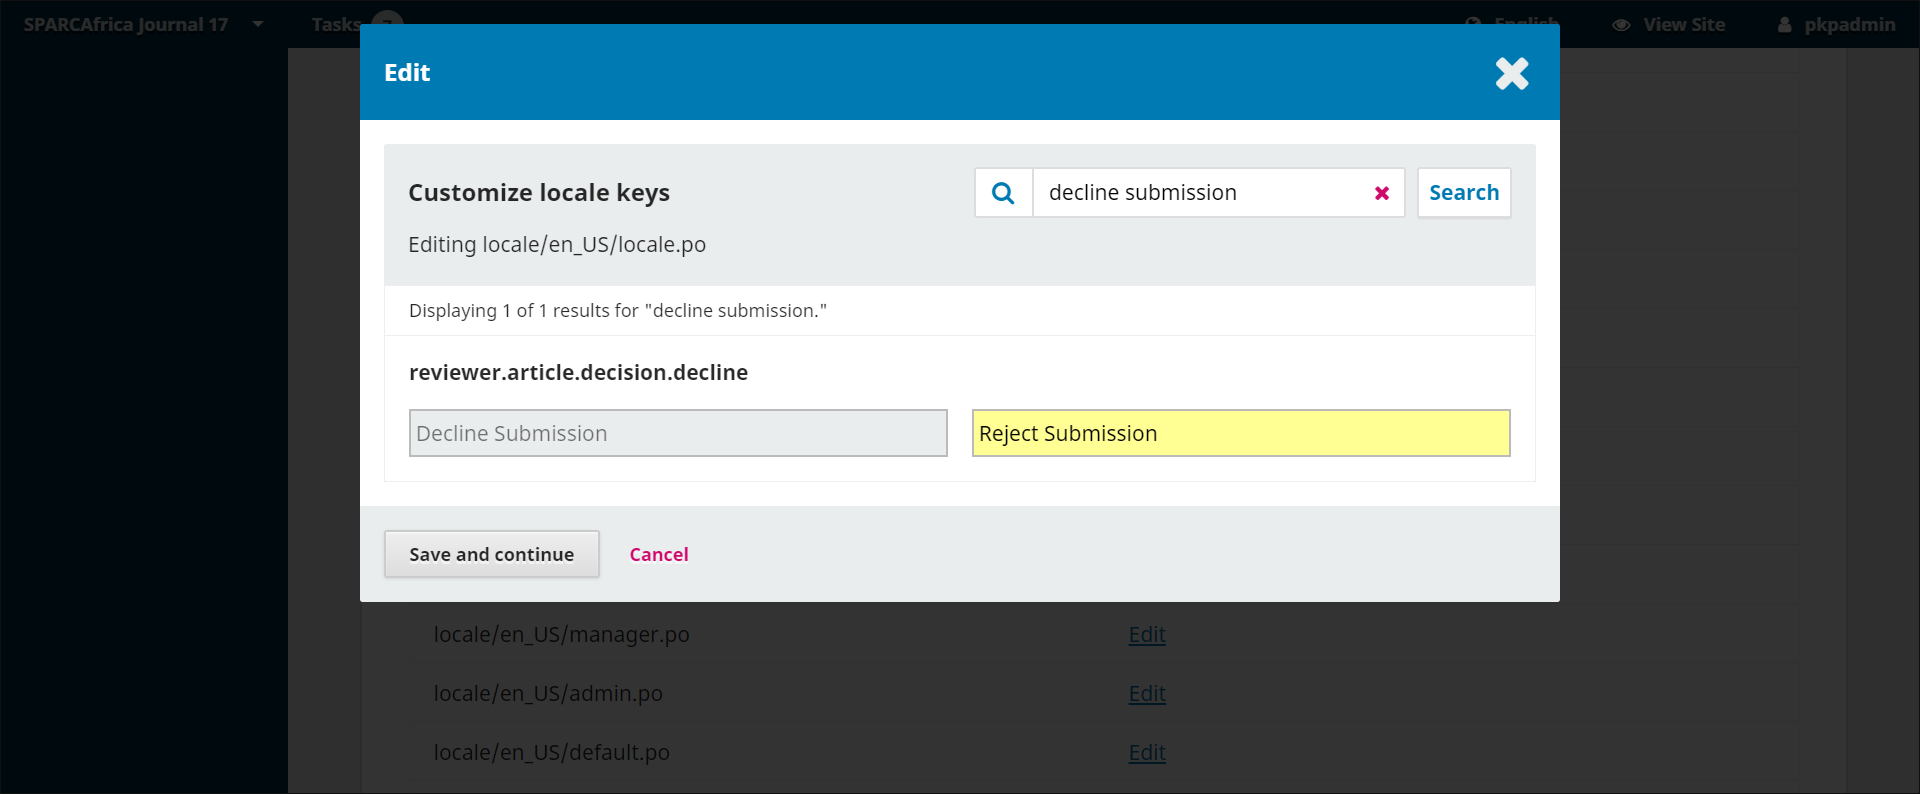 SPARCAfrica Journal 17
Tasks
English
View Site
pkpadmin
Edit
Customize locale keys
decline submission
Search
Editing locale/en_US/locale.po
Displaying 1 of 1 results for "decline submission."
reviewer.article.decision.decline
Decline Submission
Reject Submission
Save and continue
Cancel
locale/en_US/manager.po
Edit
locale/en_US/admin.po
Edit
locale/en_US/default.po
Edit